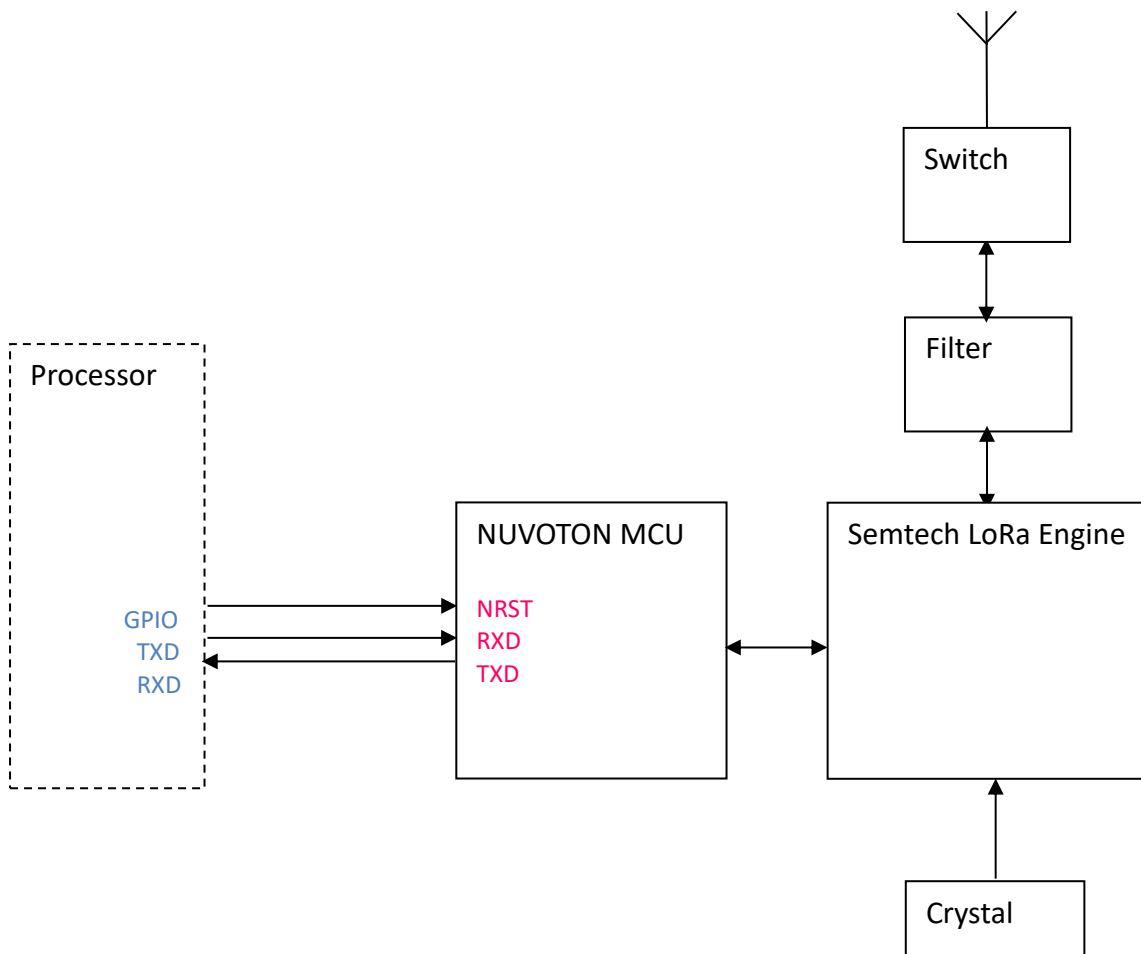 Switch
Filter
Processor
NUVOTON MCU
Semtech LoRa Engine
GPIO
TXD
RXD
NRST
RXD
TXD
Crystal